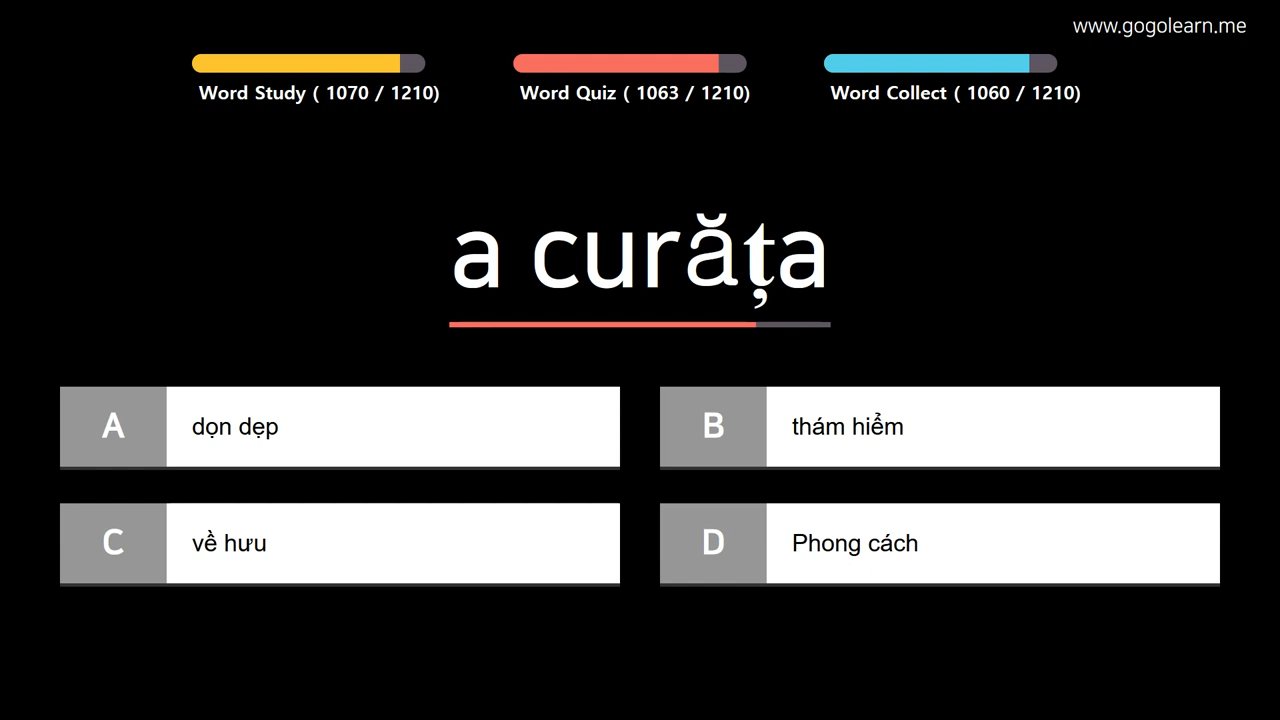 www.gogolearn.me
Word Study ( 1070 / 1210)
Word Quiz ( 1063 / 1210)
Word Collect ( 1060 / 1210)
a curăța
A
dọn dẹp
B
thám hiểm
C
về hưu
D
Phong cách